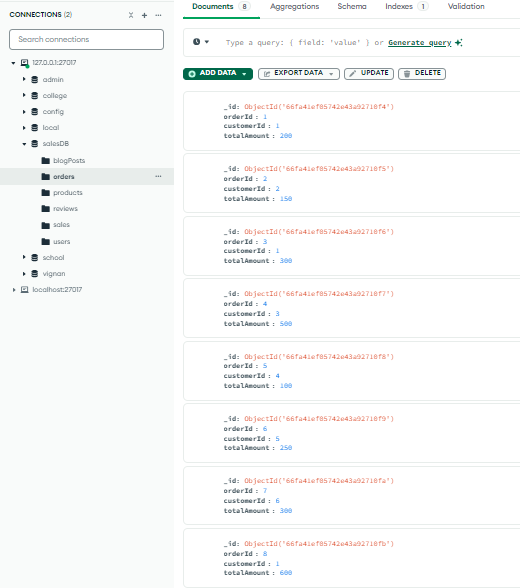 CONNECTIONS (2)
Search connections
127.0.0.1:27017
admin
college
config
local
salesDB
blogPosts
orders
products
reviews
sales
users
school
vignan
localhost:27017
Documents 8 Aggregations Schema Indexes 1 Validation
Type a query: { field: 'value' } or Generate query
ADD DATA EXPORT DATA UPDATE DELETE
_id: ObjectId("66fa41ef85742e43a92710f4")
orderId : 1
customerId : 1
totalAmount : 200
_id: ObjectId("66fa41ef85742e43a92710f5")
orderId : 2
customerId : 2
totalAmount : 150
_id: ObjectId("66fa41ef85742e43a92710f6")
orderId : 3
customerId : 1
totalAmount : 300
_id: ObjectId("66fa41ef85742e43a92710f7")
orderId : 4
customerId : 3
totalAmount : 500
_id: ObjectId("66fa41ef85742e43a92710f8")
orderId : 5
customerId : 4
totalAmount : 100
_id: ObjectId("66fa41ef85742e43a92710f9")
orderId : 6
customerId : 5
totalAmount : 250
_id: ObjectId("66fa41ef85742e43a92710fa")
orderId : 7
customerId : 6
totalAmount : 300
_id: ObjectId("66fa41ef85742e43a92710fb")
orderId : 8
customerId : 1
totalAmount : 600